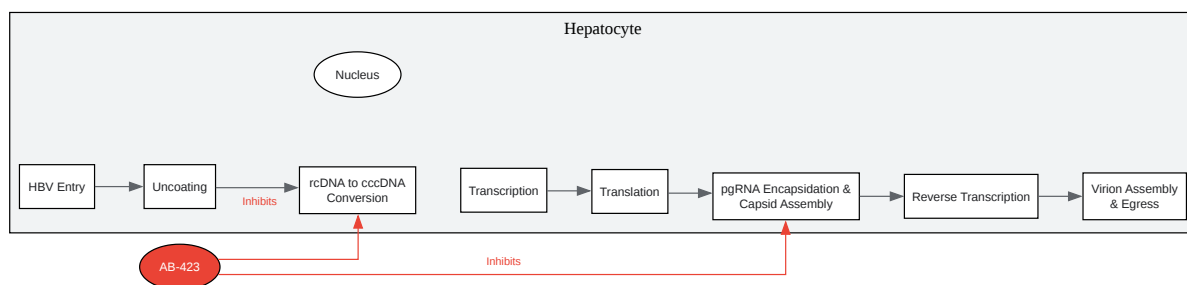 Hepatocyte
Nucleus
HBV Entry
Uncoating
rcDNA to cccDNA
Conversion
Transcription
Translation
pgRNA Encapsidation &
Capsid Assembly
Reverse Transcription
Virion Assembly
& Egress
Inhibits
AB-423
Inhibits